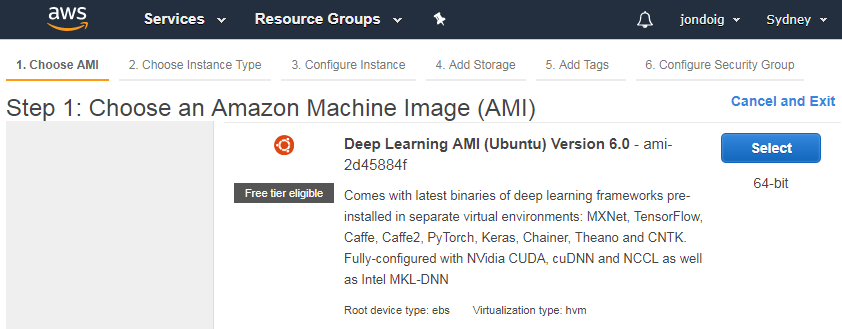 aws Services Resource Groups jondoig Sydney
1. Choose AMI 2. Choose Instance Type 3. Configure Instance 4. Add Storage 5. Add Tags 6. Configure Security Group
Step 1: Choose an Amazon Machine Image (AMI) Cancel and Exit
Deep Learning AMI (Ubuntu) Version 6.0 - ami-
2d45884f
Select
64-bit
Free tier eligible
Comes with latest binaries of deep learning frameworks pre-
installed in separate virtual environments: MXNet, TensorFlow,
Caffe, Caffe2, PyTorch, Keras, Chainer, Theano and CNTK.
Fully-configured with NVidia CUDA, cuDNN and NCCL as well
as Intel MKL-DNN
Root device type: ebs Virtualization type: hvm